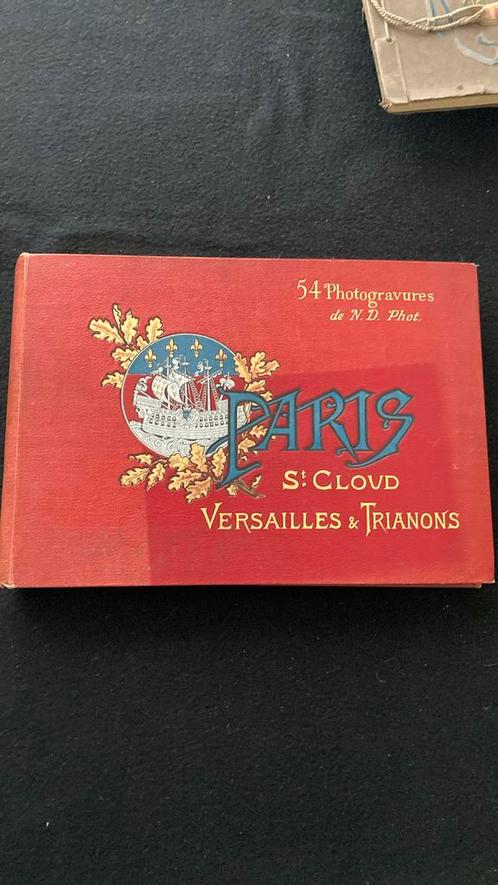 54 Photogravures
de N. D. Phot.
PARIS
St CLOUD
VERSAILLES & TRIANONS